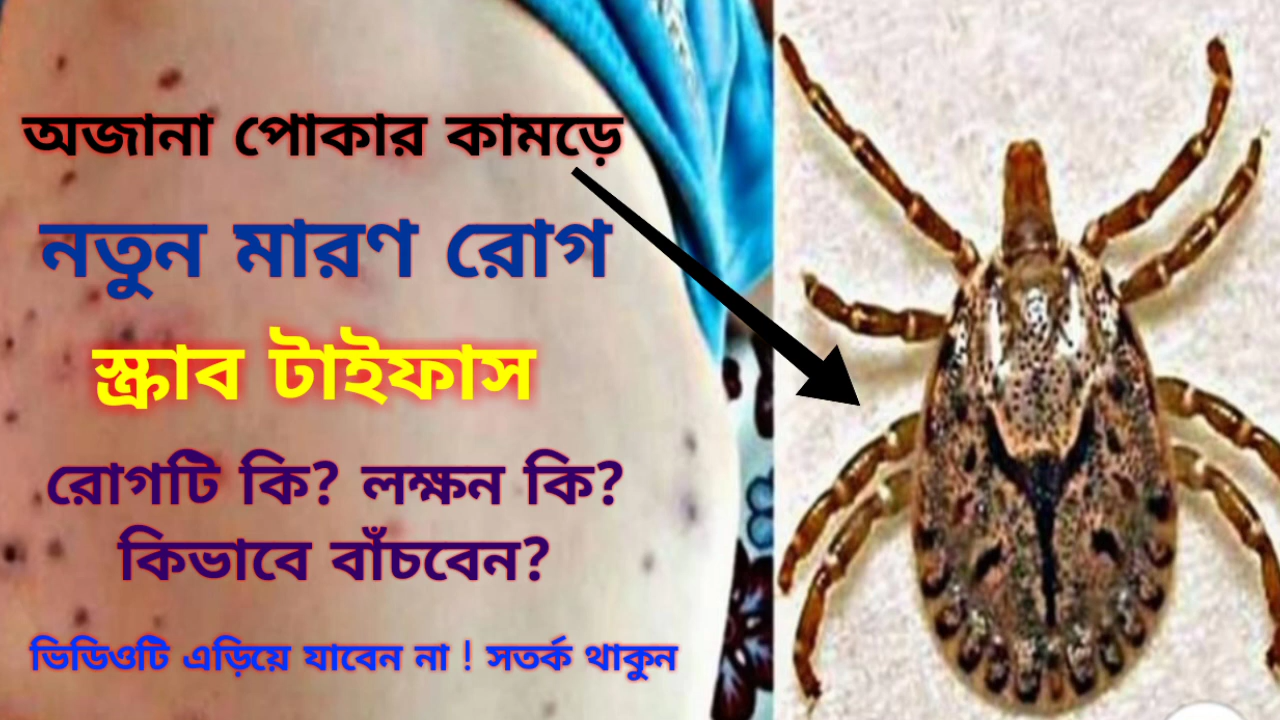 অজানা পোকার কামড়ে
নতুন মারণ রোগ
স্ক্রাব টাইফাস
রোগটি কি? লক্ষন কি?
কিভাবে বাঁচবেন?
ভিডিওটি এড়িয়ে যাবেন না ! সতর্ক থাকুন